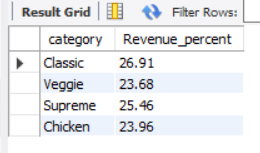 Result Grid Filter Rows:
category Revenue_percent
Classic 26.91
Veggie 23.68
Supreme 25.46
Chicken 23.96